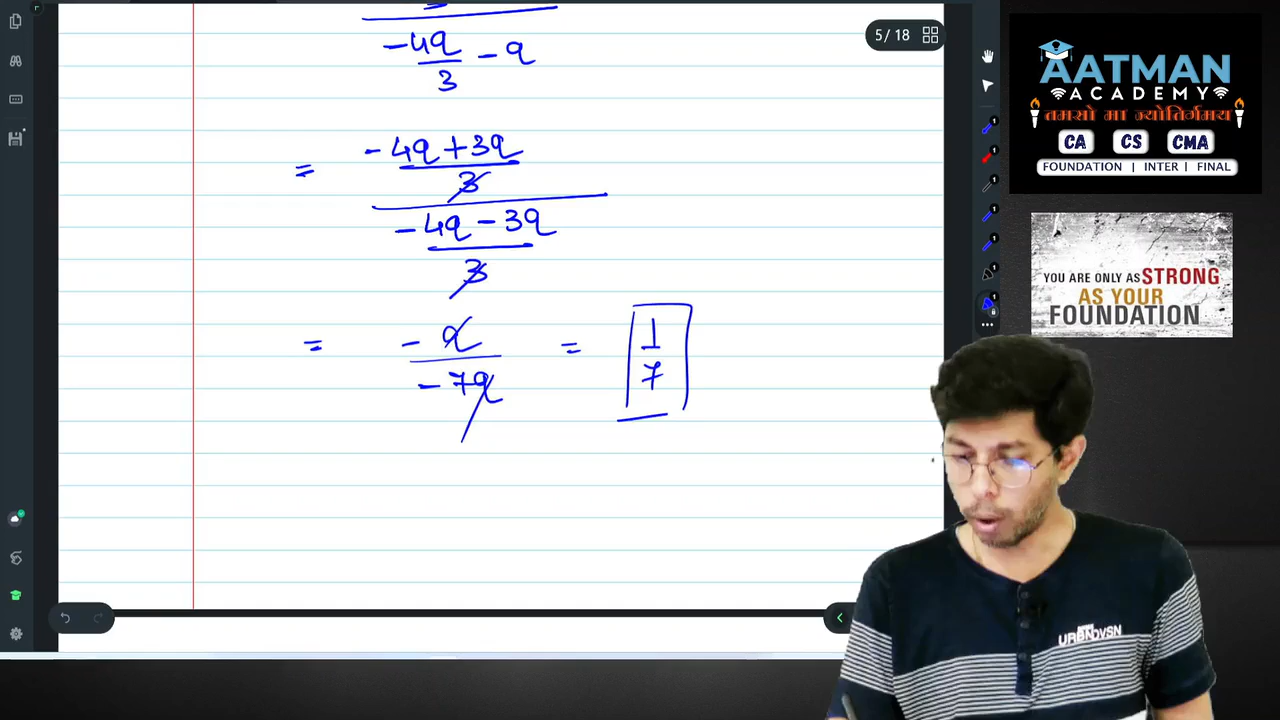 -4q/3 - q
= (-4q + 3q)/3
(-4q - 3q)/3
= -q/-7q = 1/7
5/18
AATMAN
ACADEMY
तमसो मा ज्योतिर्गमय
CA CS CMA
FOUNDATION | INTER | FINAL
YOU ARE ONLY AS STRONG
AS YOUR
FOUNDATION
URBNOVSN